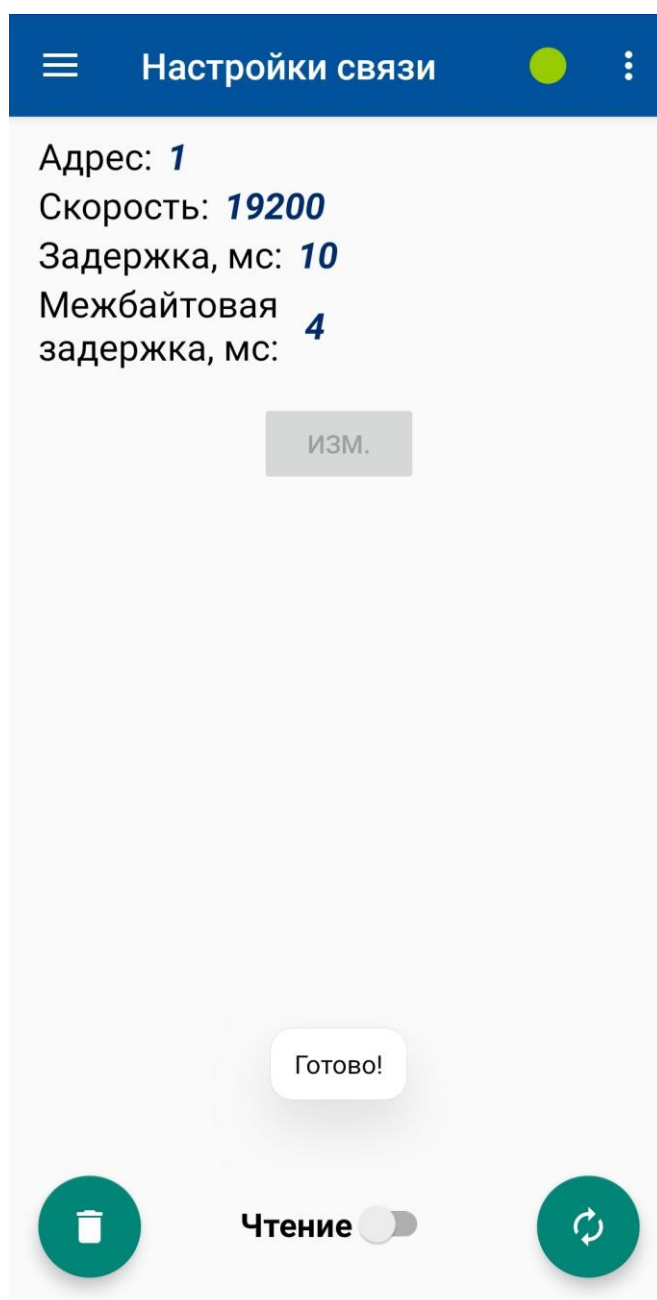 Настройки связи
Адрес: 1
Скорость: 19200
Задержка, мс: 10
Межбайтовая
задержка, мс: 4
ИЗМ.
Готово!
Чтение